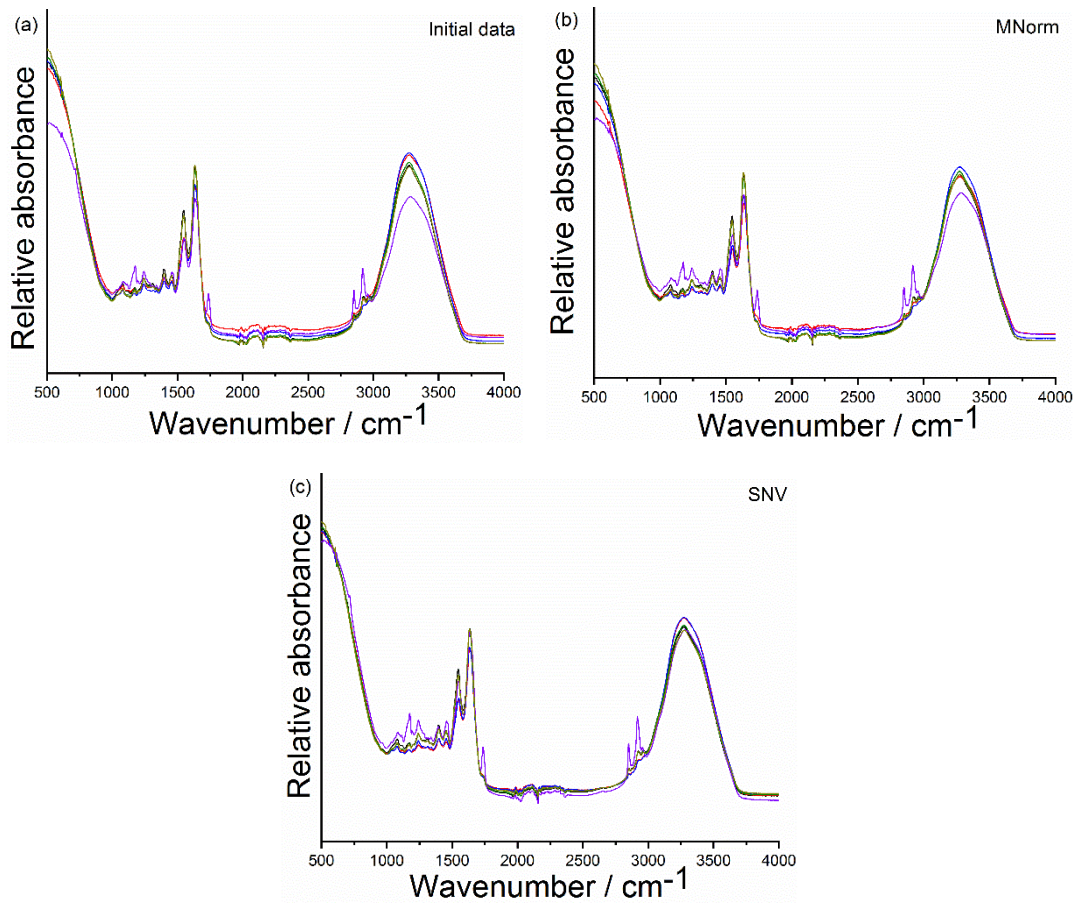 (a)
Initial data
Relative absorbance
500 1000 1500 2000 2500 3000 3500 4000
Wavenumber / cm-1
(b)
MNorm
Relative absorbance
500 1000 1500 2000 2500 3000 3500 4000
Wavenumber / cm-1
(c)
SNV
Relative absorbance
500 1000 1500 2000 2500 3000 3500 4000
Wavenumber / cm-1